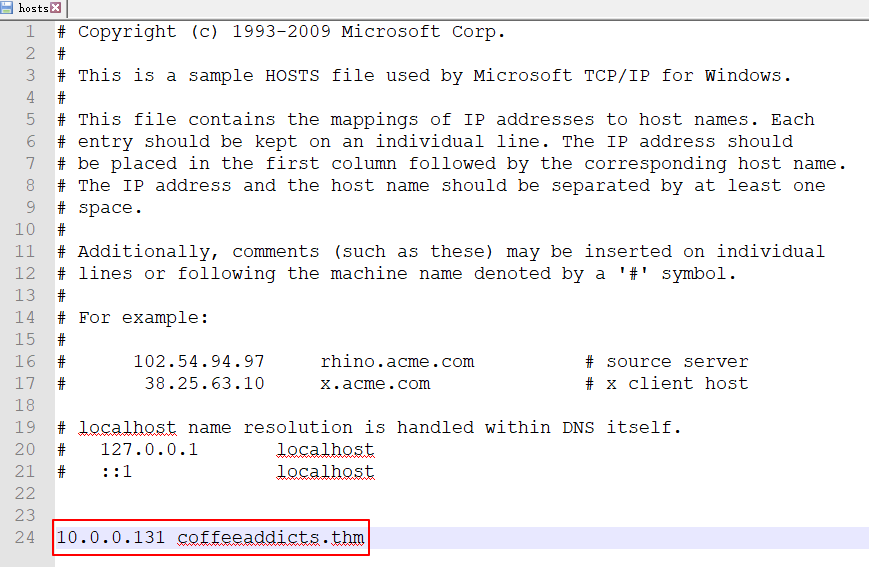 hosts
1 # Copyright (c) 1993-2009 Microsoft Corp.
2 #
3 # This is a sample HOSTS file used by Microsoft TCP/IP for Windows.
4 #
5 # This file contains the mappings of IP addresses to host names. Each
6 # entry should be kept on an individual line. The IP address should
7 # be placed in the first column followed by the corresponding host name.
8 # The IP address and the host name should be separated by at least one
9 # space.
10 #
11 # Additionally, comments (such as these) may be inserted on individual
12 # lines or following the machine name denoted by a '#' symbol.
13 #
14 # For example:
15 #
16 #      102.54.94.97     rhino.acme.com          # source server
17 #       38.25.63.10     x.acme.com              # x client host
18
19 # localhost name resolution is handled within DNS itself.
20 #   127.0.0.1       localhost
21 #   ::1             localhost
22
23
24 10.0.0.131 coffeeaddicts.thm